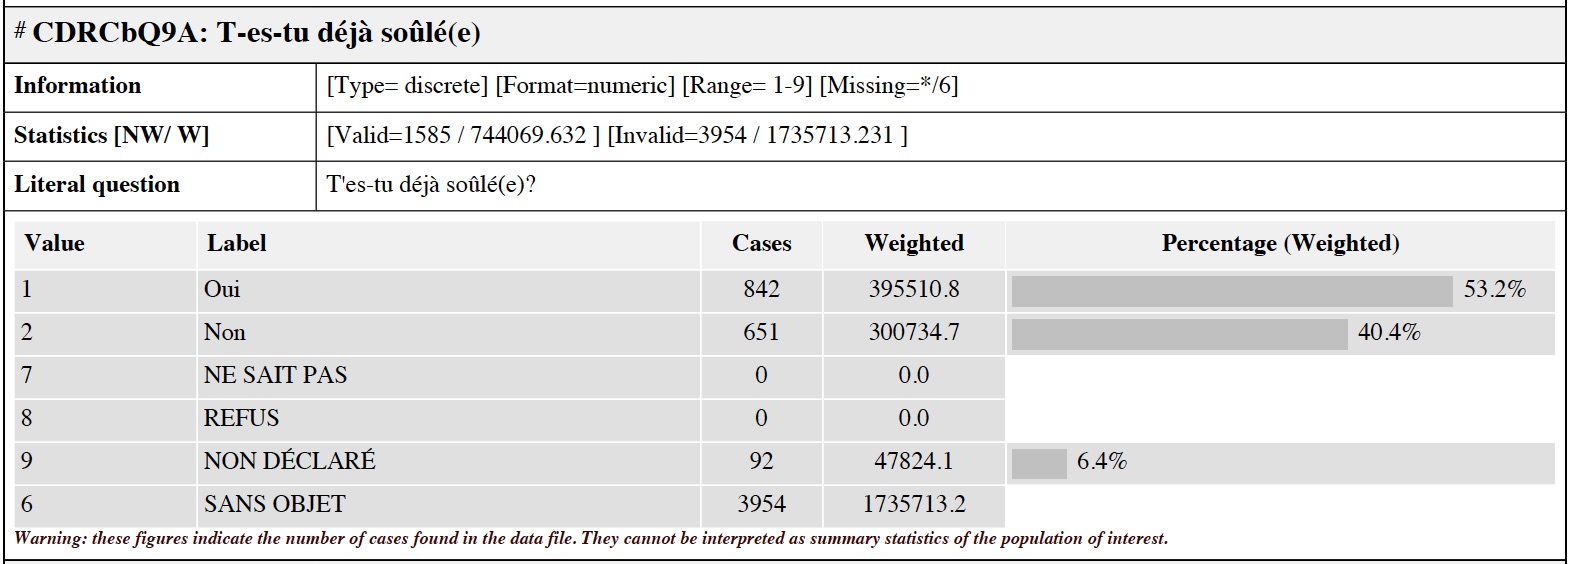 # CDRCbQ9A: T-es-tu déjà soûlé(e)
Information [Type= discrete] [Format=numeric] [Range= 1-9] [Missing=*/6]
Statistics [NW/ W] [Valid=1585 / 744069.632 ] [Invalid=3954 / 1735713.231 ]
Literal question T'es-tu déjà soûlé(e)?
Value Label Cases Weighted Percentage (Weighted)
1 Oui 842 395510.8 53.2%
2 Non 651 300734.7 40.4%
7 NE SAIT PAS 0 0.0
8 REFUS 0 0.0
9 NON DÉCLARÉ 92 47824.1 6.4%
6 SANS OBJET 3954 1735713.2
Warning: these figures indicate the number of cases found in the data file. They cannot be interpreted as summary statistics of the population of interest.